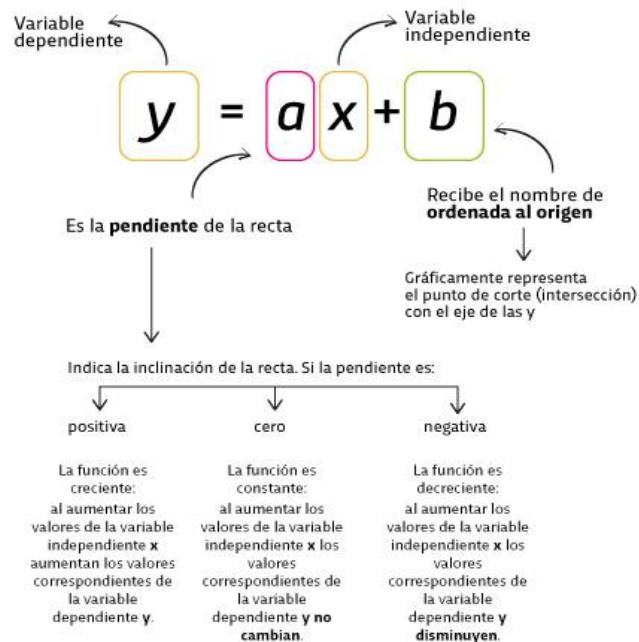 Variable
dependiente
Variable
independiente
y = a x + b
Es la pendiente de la recta
Recibe el nombre de
ordenada al origen
Gráficamente representa
el punto de corte (intersección)
con el eje de las y
Indica la inclinación de la recta. Si la pendiente es:
positiva
La función es
creciente:
al aumentar los
valores de la variable
independiente x
aumentan los valores
correspondientes de
la variable
dependiente y.
cero
La función es
constante:
al aumentar los
valores de la variable
independiente x los
valores
correspondientes de
la variable
dependiente y no
cambian.
negativa
La función es
decreciente:
al aumentar los
valores de la variable
independiente x los
valores
correspondientes de
la variable
dependiente y
disminuyen.